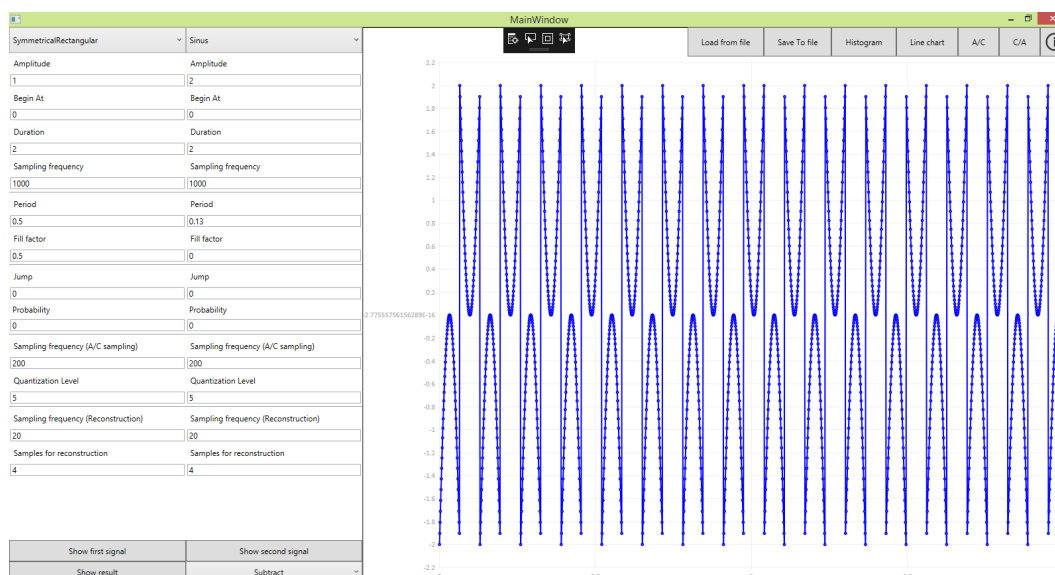 MainWindow
SymmetricalRectangular Sinus
Load from file Save To file Histogram Line chart A/C C/A
Amplitude Amplitude
1 2
Begin At Begin At
0 0
Duration Duration
2 2
Sampling frequency Sampling frequency
1000 1000
Period Period
0.5 0.13
Fill factor Fill factor
0.5 0
Jump Jump
0 0
Probability Probability
0 0
Sampling frequency (A/C sampling) Sampling frequency (A/C sampling)
200 200
Quantization Level Quantization Level
5 5
Sampling frequency (Reconstruction) Sampling frequency (Reconstruction)
20 20
Samples for reconstruction Samples for reconstruction
4 4
Show first signal Show second signal
Show result Subtract
2.2
2
1.8
1.6
1.4
1.2
1
0.8
0.6
0.4
0.2
-2.7755575615628​9E-16
-0.2
-0.4
-0.6
-0.8
-1
-1.2
-1.4
-1.6
-1.8
-2
-2.2